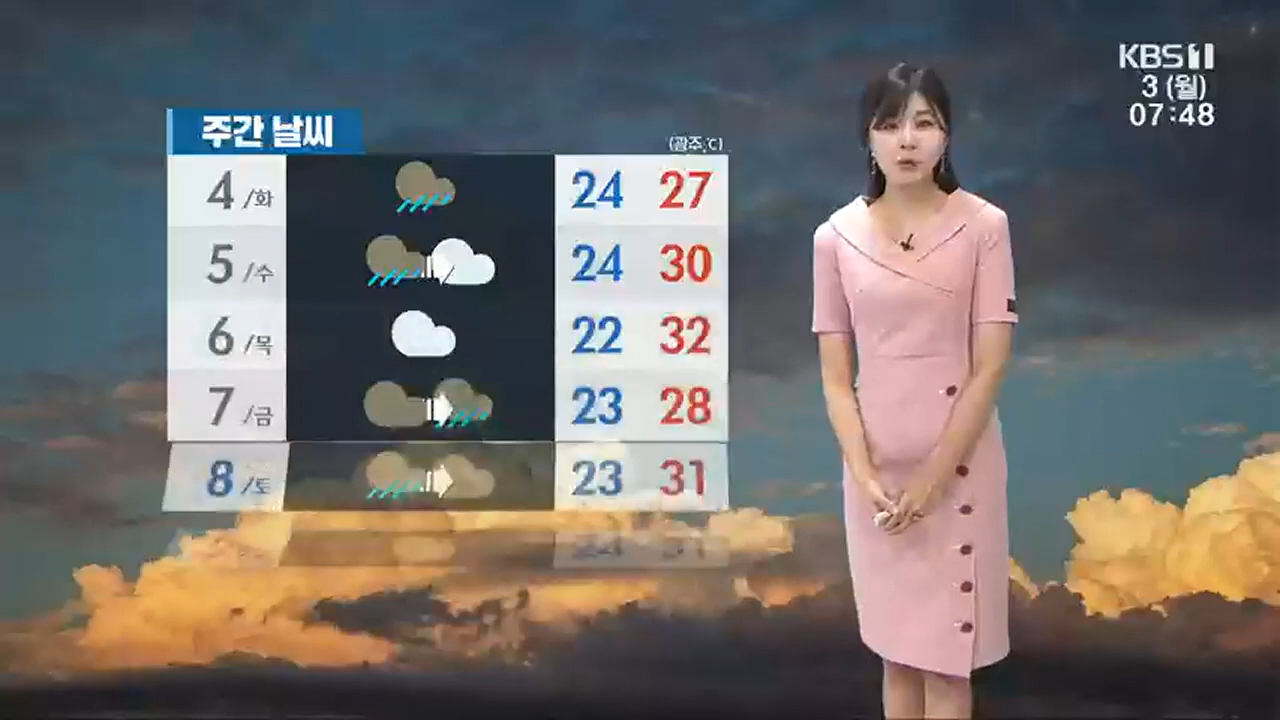 KBS1
3 (월)
07:48
주간 날씨
(광주,℃)
4 /화 24 27
5 /수 24 30
6 /목 22 32
7 /금 23 28
8 /토 23 31